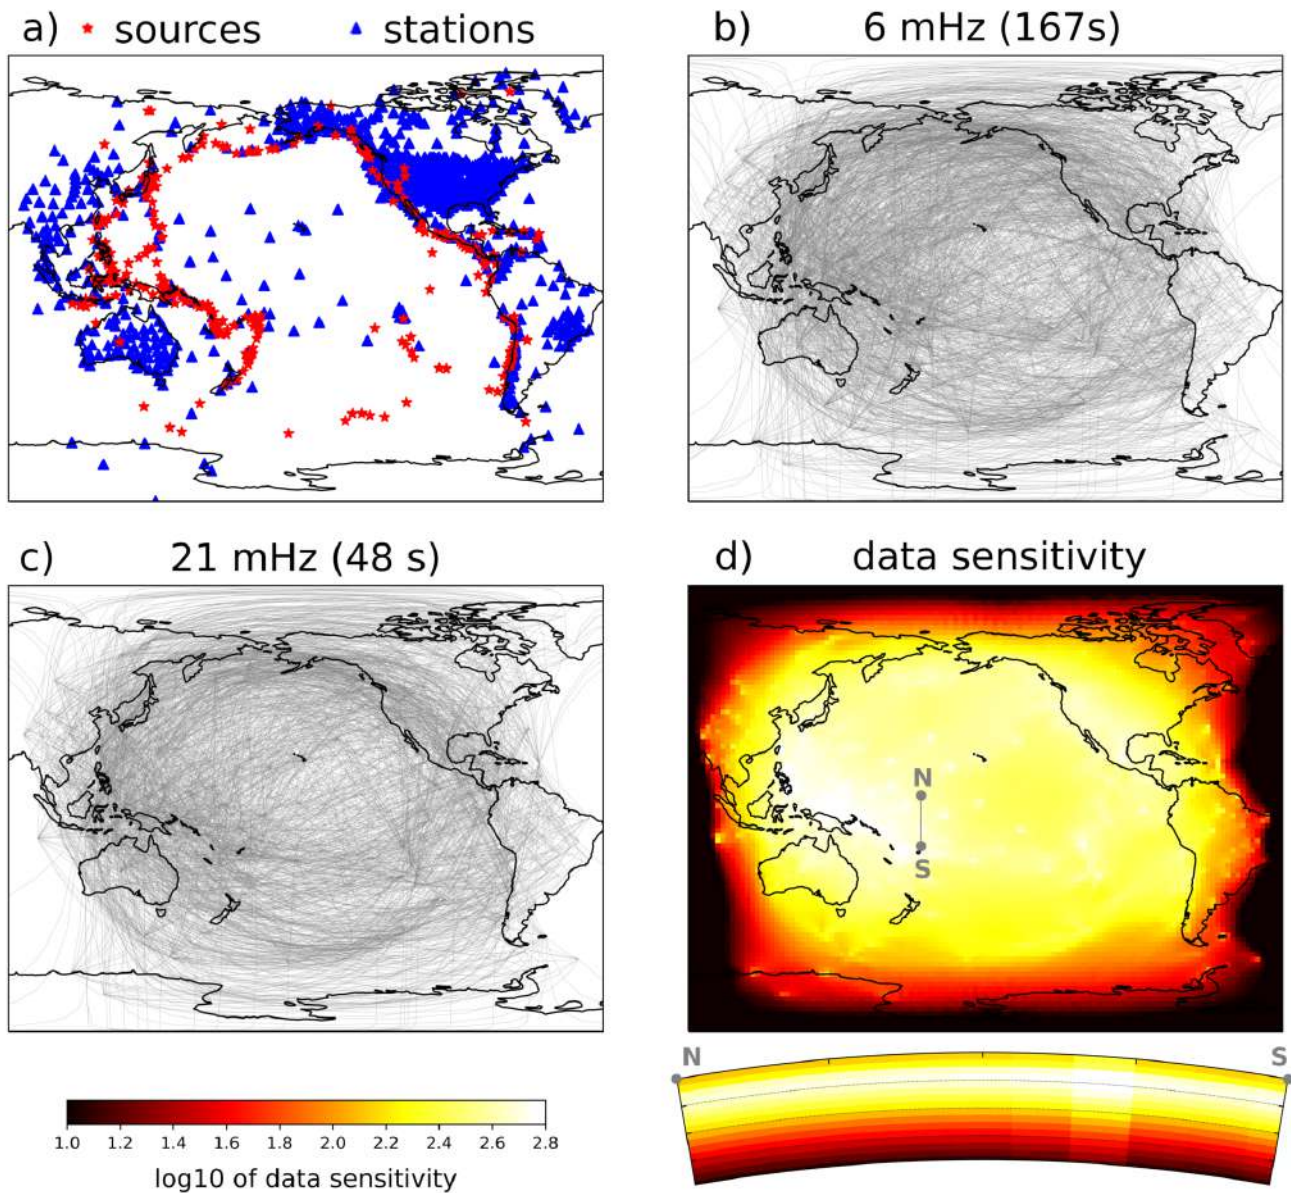 a) sources stations
b) 6 mHz (167s)
c) 21 mHz (48 s)
d) data sensitivity
N
S
N S
1.0 1.2 1.4 1.6 1.8 2.0 2.2 2.4 2.6 2.8
log10 of data sensitivity